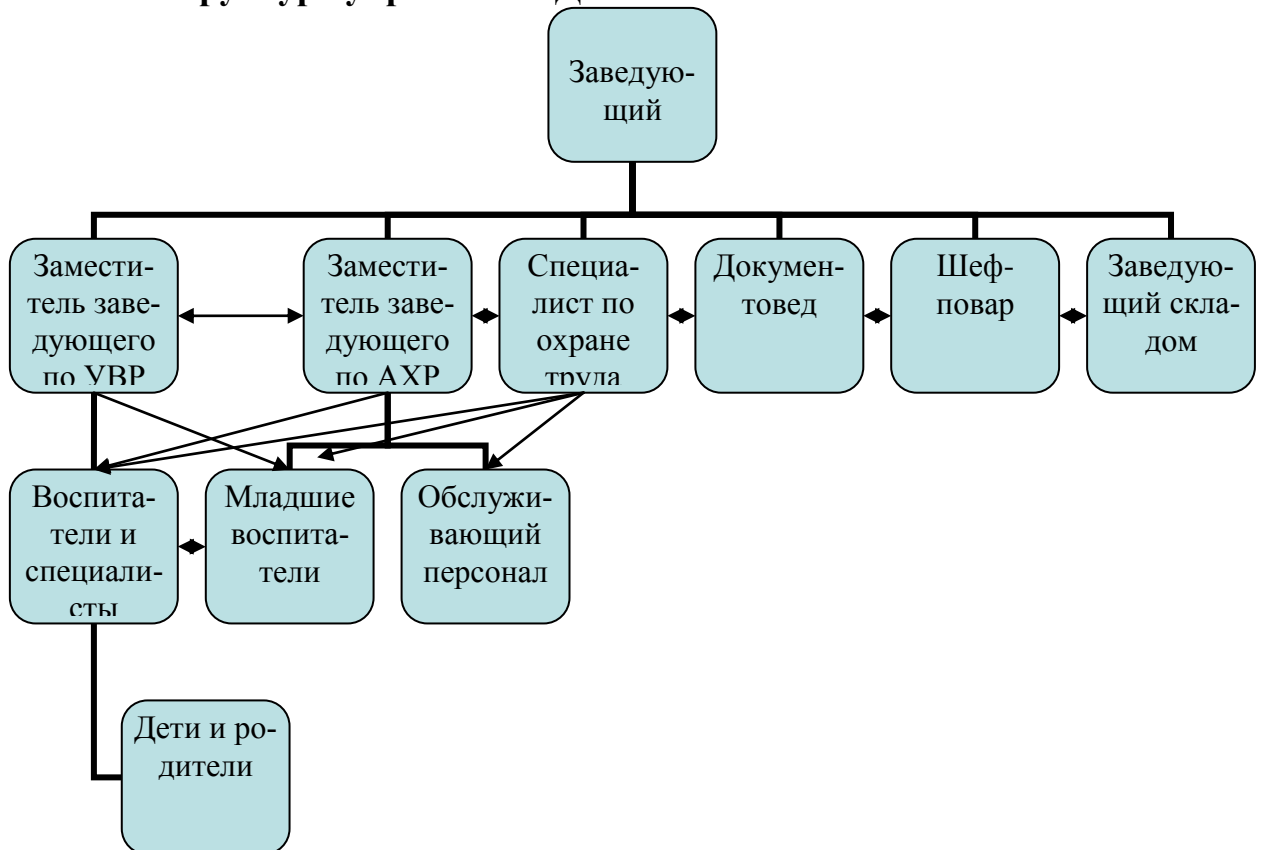 Заведую-
щий
Замести-
тель заве-
дующего
по УВР
Замести-
тель заве-
дующего
по АХР
Специа-
лист по
охране
труда
Докумен-
товед
Шеф-
повар
Заведую-
щий скла-
дом
Воспита-
тели и
специали-
сты
Младшие
воспита-
тели
Обслужи-
вающий
персонал
Дети и ро-
дители